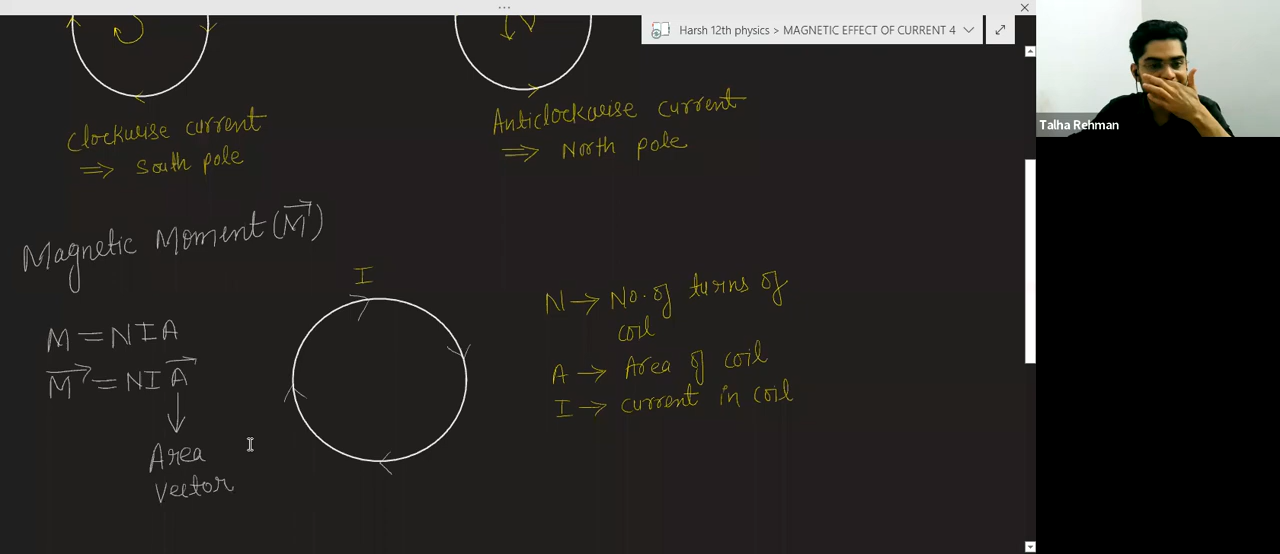 Harsh 12th physics > MAGNETIC EFFECT OF CURRENT 4
Talha Rehman
Clockwise current
⇒ South pole
Anticlockwise current
⇒ North pole
Magnetic Moment (M⃗)
I
M = NIA
M⃗ = NI A⃗
↓
Area
Vector
N → No. of turns of
coil
A → Area of coil
I → current in coil